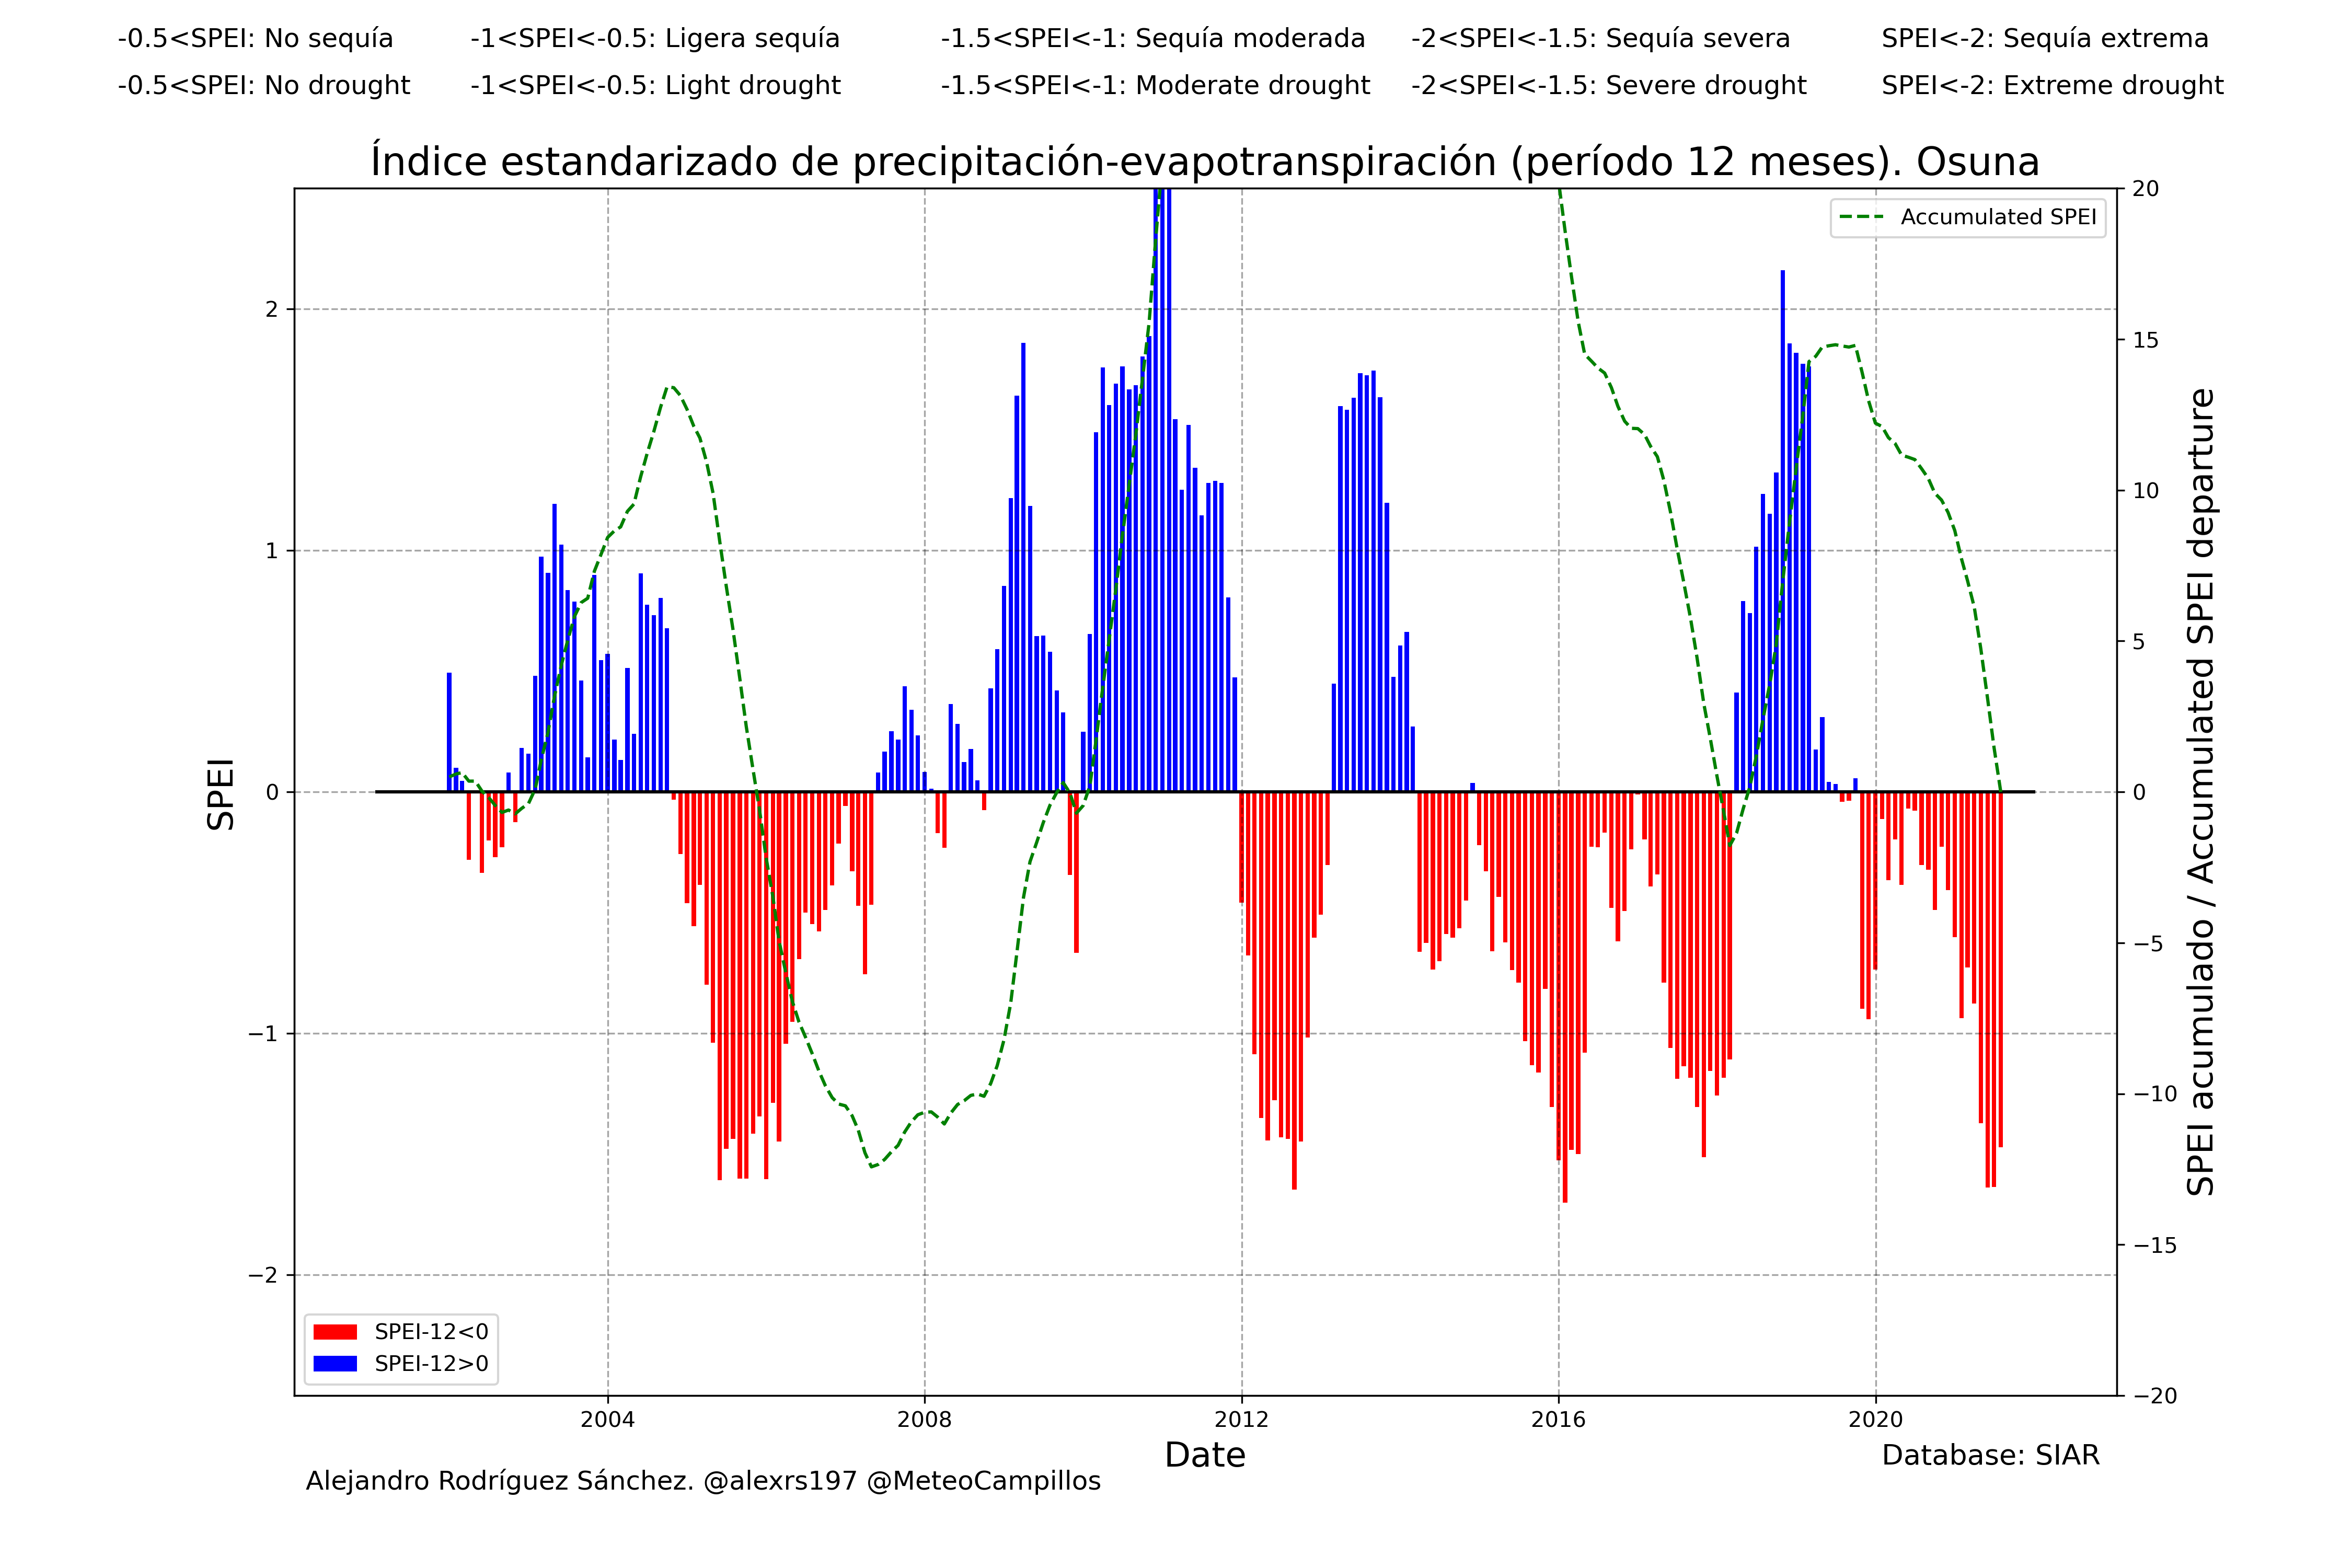 -0.5<SPEI: No sequía -1<SPEI<-0.5: Ligera sequía -1.5<SPEI<-1: Sequía moderada -2<SPEI<-1.5: Sequía severa SPEI<-2: Sequía extrema
-0.5<SPEI: No drought -1<SPEI<-0.5: Light drought -1.5<SPEI<-1: Moderate drought -2<SPEI<-1.5: Severe drought SPEI<-2: Extreme drought
Índice estandarizado de precipitación-evapotranspiración (período 12 meses). Osuna
Accumulated SPEI
SPEI
2
1
0
−1
−2
20
15
10
5
0
−5
−10
−15
−20
SPEI acumulado / Accumulated SPEI departure
SPEI-12<0
SPEI-12>0
2004 2008 2012 2016 2020
Date
Database: SIAR
Alejandro Rodríguez Sánchez. @alexrs197 @MeteoCampillos